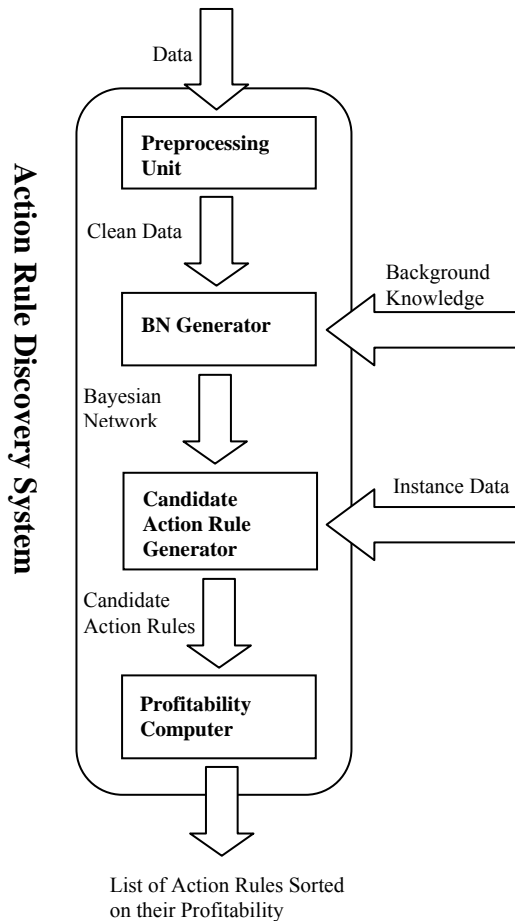 Data
Preprocessing
Unit
Clean Data
Background
Knowledge
BN Generator
Bayesian
Network
Instance Data
Candidate
Action Rule
Generator
Candidate
Action Rules
Profitability
Computer
List of Action Rules Sorted
on their Profitability
Action Rule Discovery System